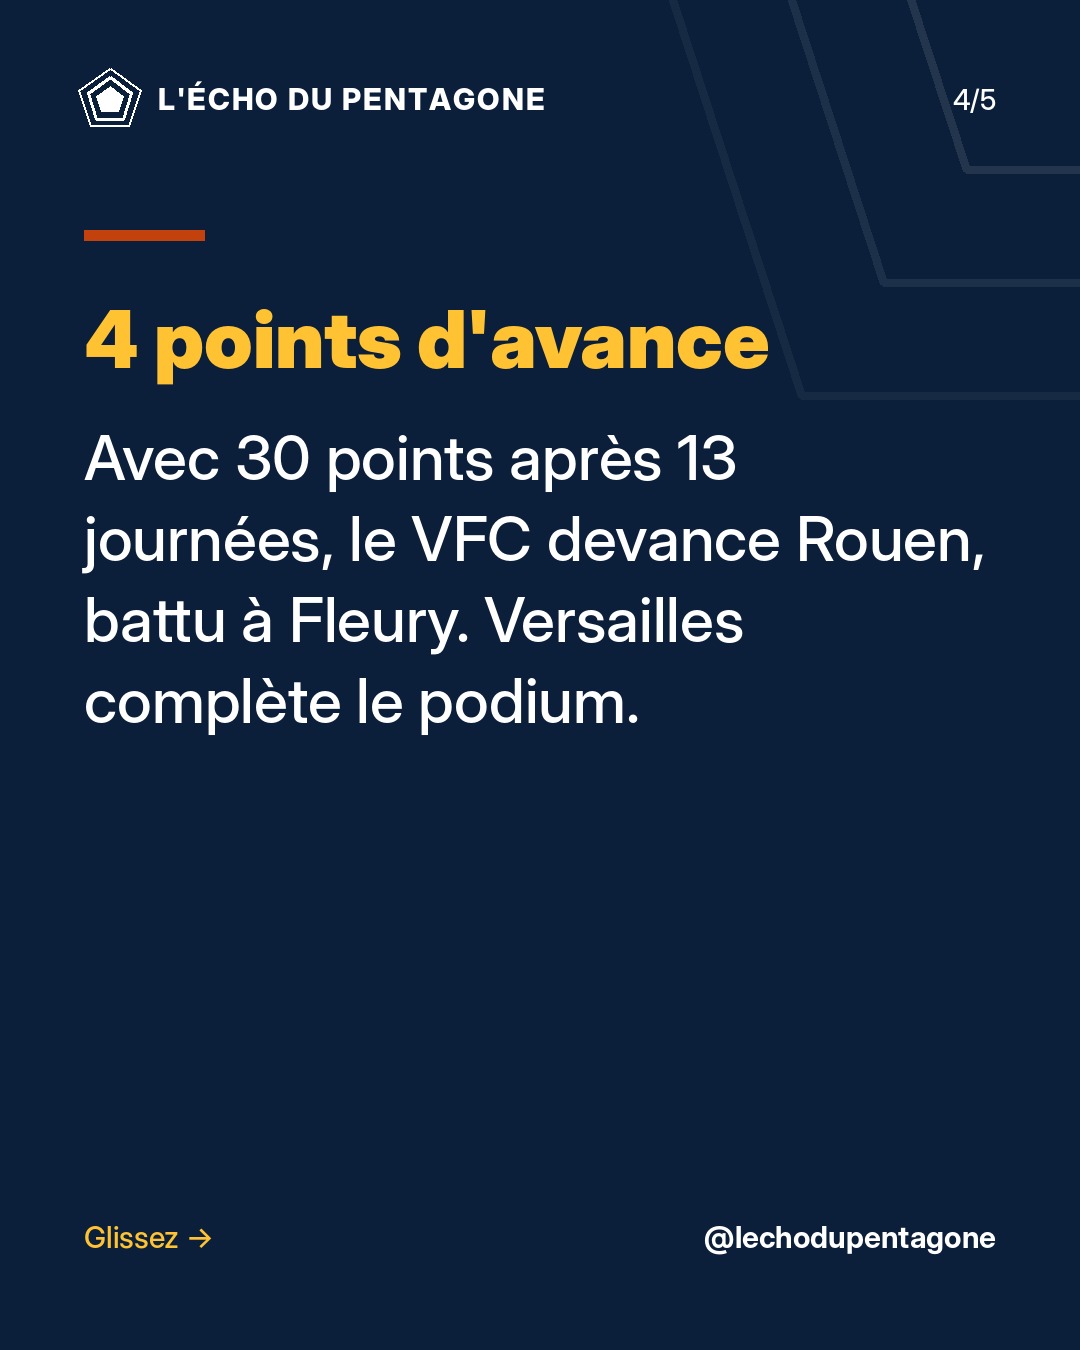 L'ÉCHO DU PENTAGONE
4/5
4 points d'avance
Avec 30 points après 13
journées, le VFC devance Rouen,
battu à Fleury. Versailles
complète le podium.
Glissez →
@lechodupentagone